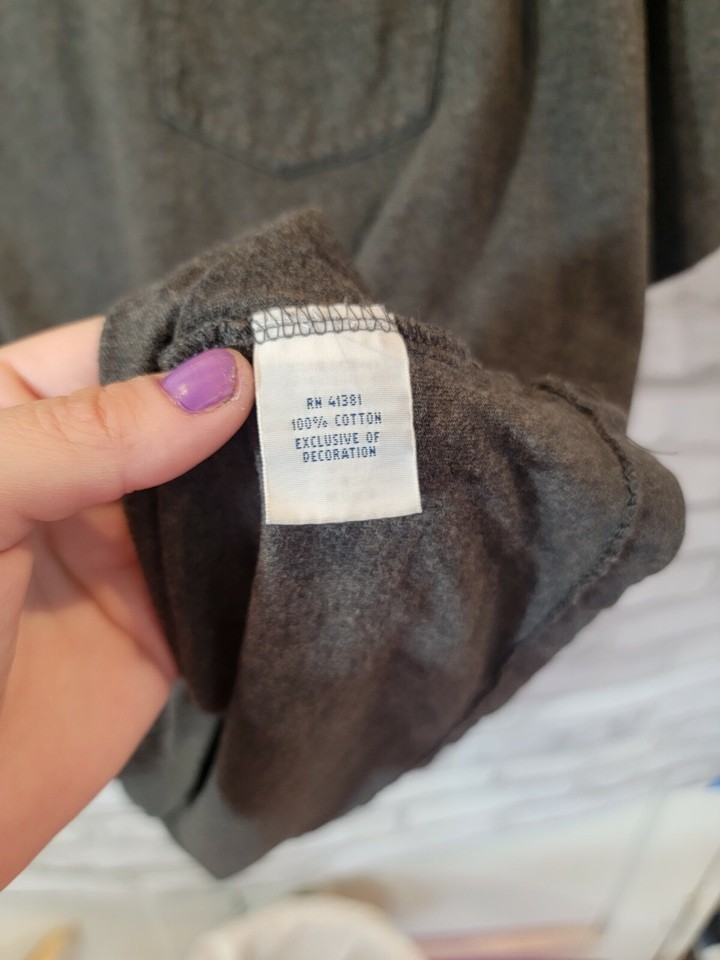 RN 41381
100% COTTON
EXCLUSIVE OF
DECORATION